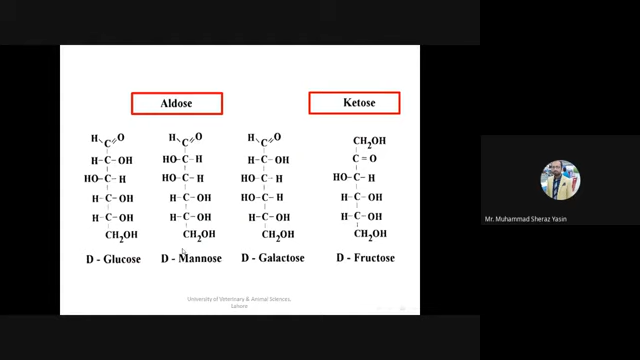 Aldose
Ketose
H C O
H-C-OH
HO-C-H
H-C-OH
H-C-OH
CH2OH
D - Glucose
H C O
HO-C-H
HO-C-H
H-C-OH
H-C-OH
CH2OH
D - Mannose
H C O
H-C-OH
HO-C-H
HO-C-H
H-C-OH
CH2OH
D - Galactose
CH2OH
C=O
HO-C-H
H-C-OH
H-C-OH
CH2OH
D - Fructose
University of Veterinary & Animal Sciences,
Lahore
Mr. Muhammad Sheraz Yasin